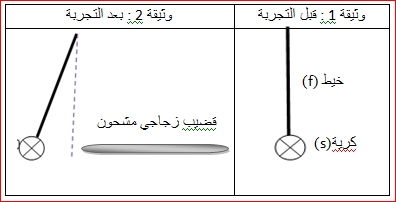 وثيقة 1 : قبل التجربة
وثيقة 2 : بعد التجربة
خيط (f)
كرية(s)
قضيب زجاجي مشحون